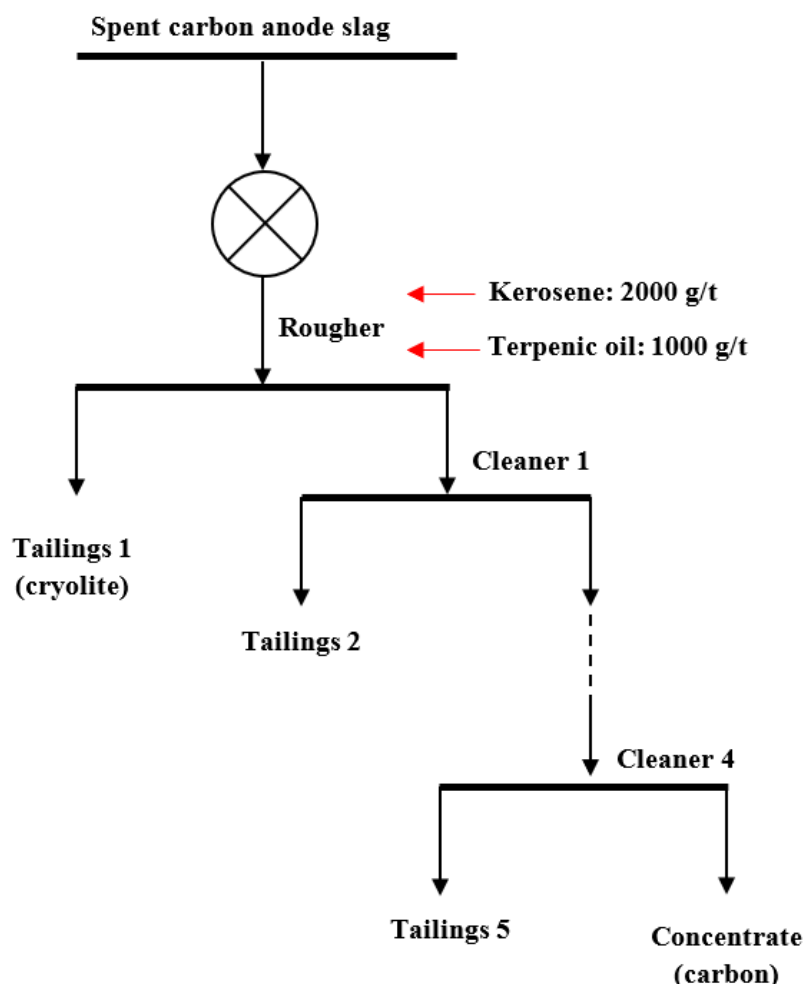 Spent carbon anode slag
Kerosene: 2000 g/t
Rougher
Terpenic oil: 1000 g/t
Cleaner 1
Tailings 1
(cryolite)
Tailings 2
Cleaner 4
Tailings 5
Concentrate
(carbon)